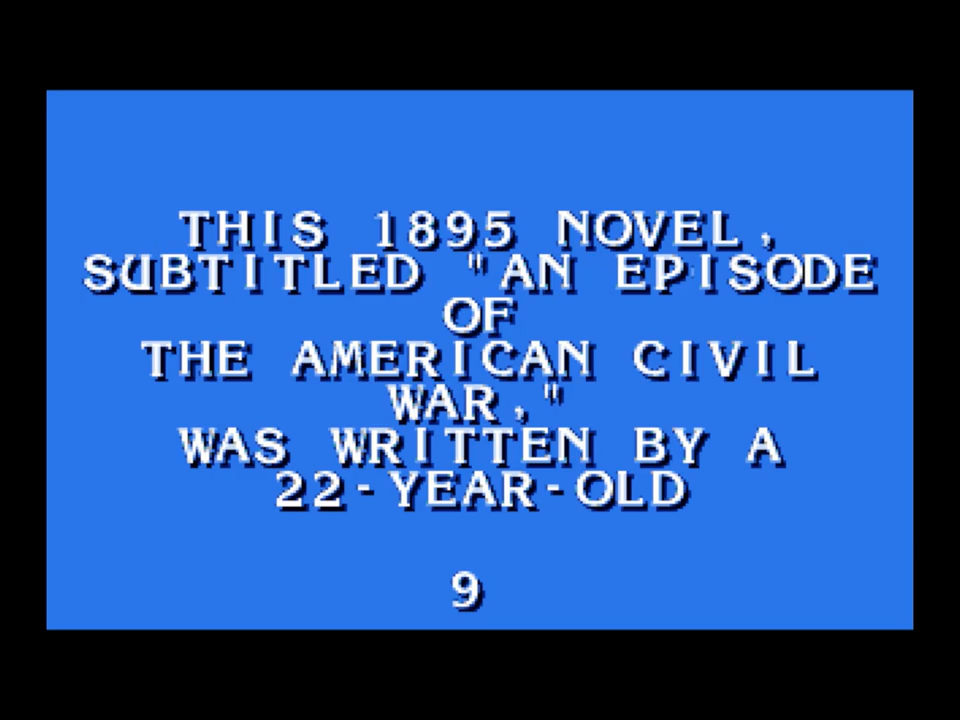 THIS 1895 NOVEL,
SUBTITLED "AN EPISODE
OF
THE AMERICAN CIVIL
WAR,"
WAS WRITTEN BY A
22-YEAR-OLD
9